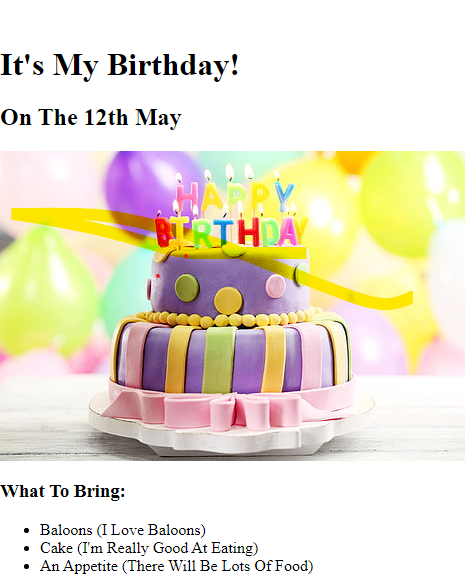 It's My Birthday!
On The 12th May
HAPPY
BIRTHDAY
What To Bring:
Baloons (I Love Baloons)
Cake (I'm Really Good At Eating)
An Appetite (There Will Be Lots Of Food)